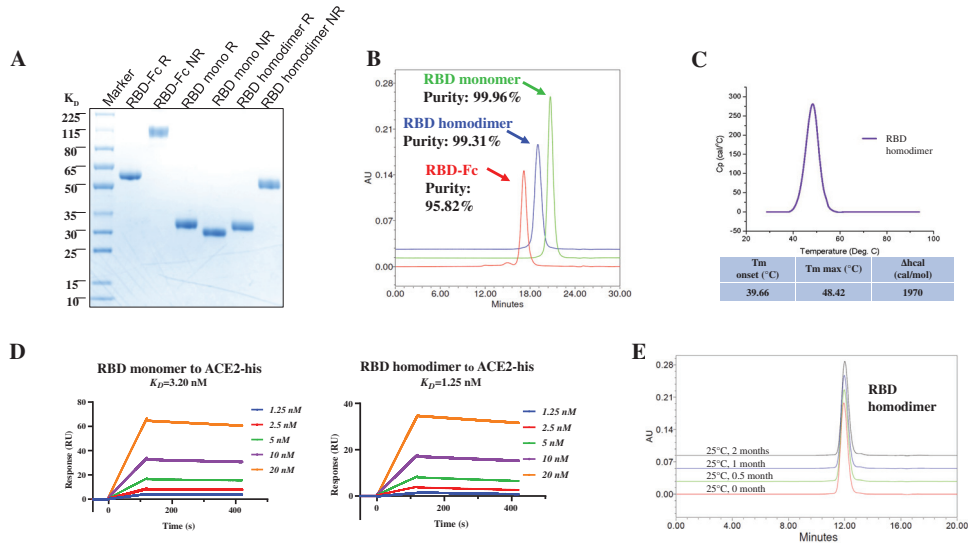 A
Marker
RBD-Fc R
RBD-Fc NR
RBD mono R
RBD mono NR
RBD homodimer R
RBD homodimer NR
K_D
225
115
80
65
50
35
30
25
15
10
B
RBD monomer
Purity: 99.96%
RBD homodimer
Purity: 99.31%
RBD-Fc
Purity:
95.82%
AU
0.28
0.21
0.14
0.07
0.00
0.00 6.00 12.00 18.00 24.00 30.00
Minutes
C
Cp (cal/°C)
300
250
200
150
100
50
0
-50
20 40 60 80 100
Temperature (Deg. C)
RBD
homodimer
Tm onset (°C) Tm max (°C) Δhcal (cal/mol)
39.66 48.42 1970
D
RBD monomer to ACE2-his
K_D=3.20 nM
Response (RU)
80
60
40
20
0
0 200 400
Time (s)
1.25 nM
2.5 nM
5 nM
10 nM
20 nM
RBD homodimer to ACE2-his
K_D=1.25 nM
Response (RU)
40
20
0
0 200 400
Time (s)
1.25 nM
2.5 nM
5 nM
10 nM
20 nM
E
RBD
homodimer
AU
0.28
0.21
0.14
0.07
0.00
25°C, 2 months
25°C, 1 month
25°C, 0.5 month
25°C, 0 month
0.00 4.00 8.00 12.00 16.00 20.00
Minutes